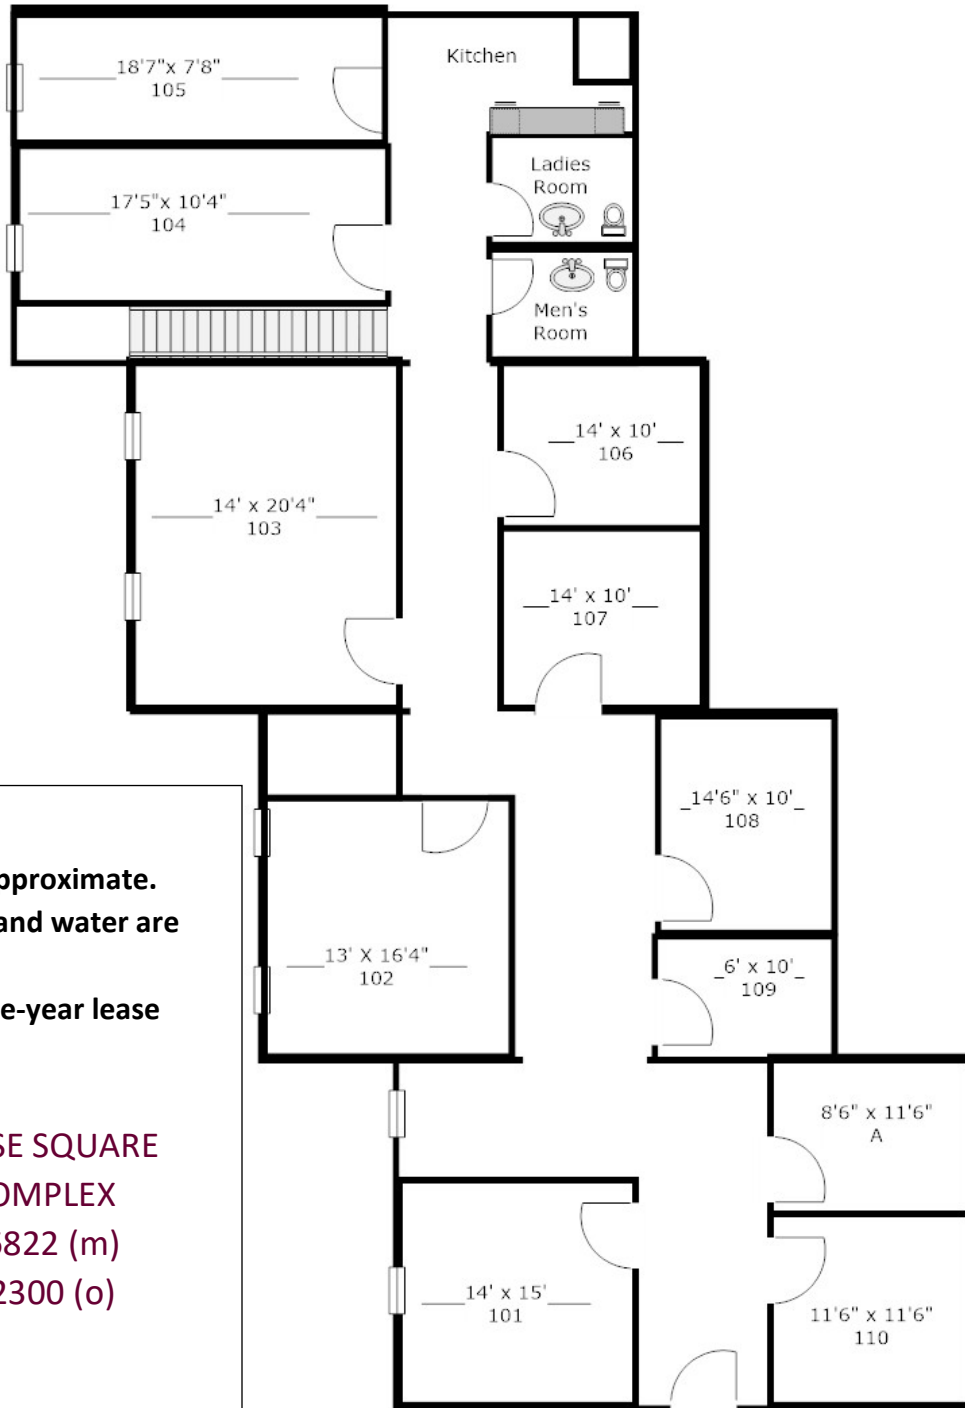 18'7"x 7'8"
105
Kitchen
Ladies
Room
17'5"x 10'4"
104
Men's
Room
14' x 10'
106
14' x 20'4"
103
14' x 10'
107
14'6" x 10'
108
13' X 16'4"
102
6' x 10'
109
8'6" x 11'6"
A
14' x 15'
101
11'6" x 11'6"
110
pproximate.
and water are
e-year lease
SE SQUARE
OMPLEX
6822 (m)
2300 (o)